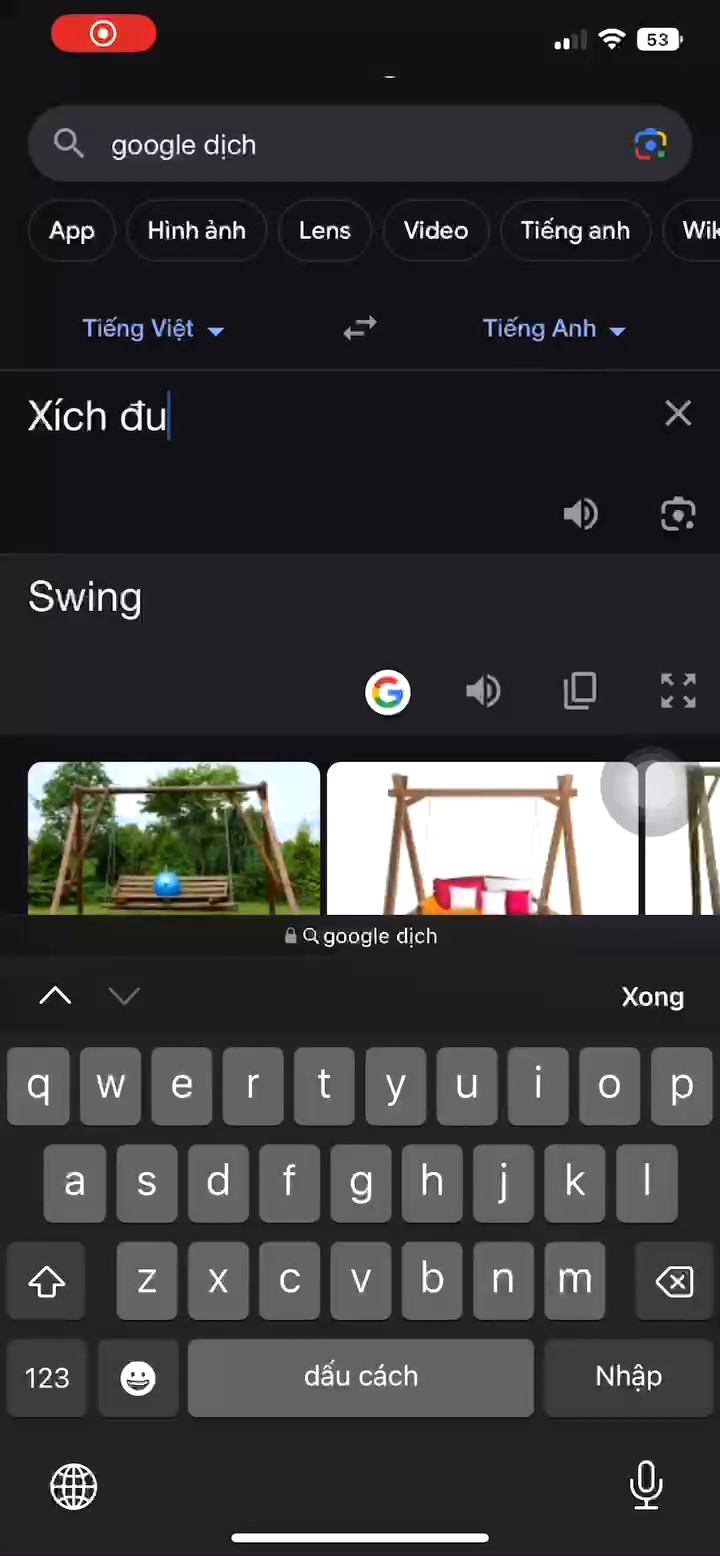 53
google dịch
App Hình ảnh Lens Video Tiếng anh Wik
Tiếng Việt Tiếng Anh
Xích đu
Swing
google dịch
Xong
q w e r t y u i o p
a s d f g h j k l
z x c v b n m
123 dấu cách Nhập